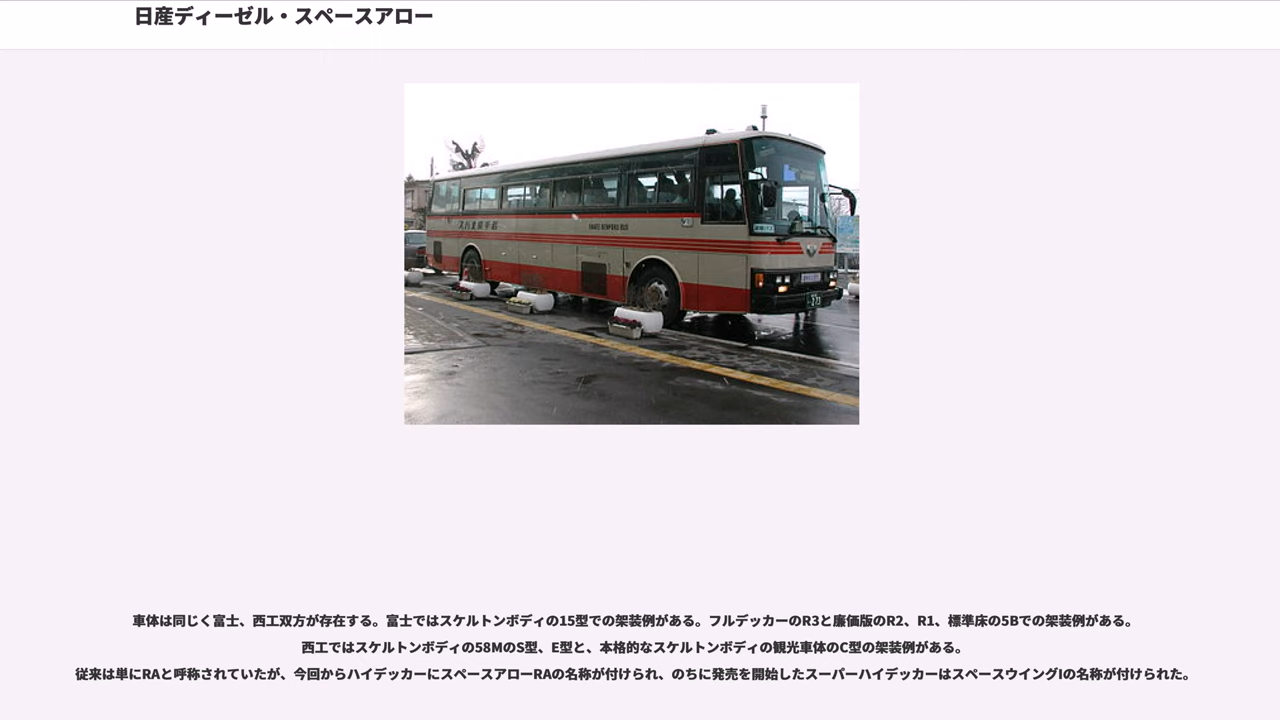 日産ディーゼル・スペースアロー
IWATE KENPOKU BUS
車体は同じく富士、西工双方が存在する。富士ではスケルトンボディの15型での架装例がある。フルデッカーのR3と廉価版のR2、R1、標準床の5Bでの架装例がある。
西工ではスケルトンボディの58MのS型、E型と、本格的なスケルトンボディの観光車体のC型の架装例がある。
従来は単にRAと呼称されていたが、今回からハイデッカーにスペースアローRAの名称が付けられ、のちに発売を開始したスーパーハイデッカーはスペースウイングIの名称が付けられた。